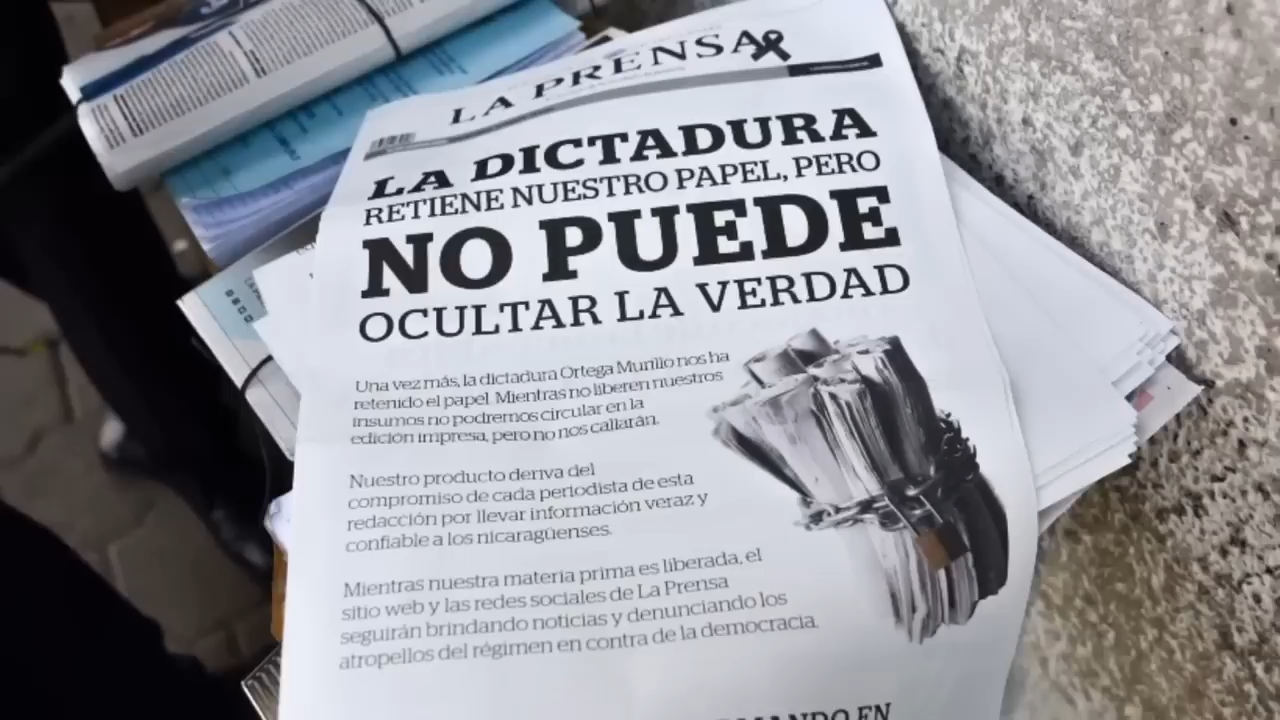 LA PRENSA
LA DICTADURA
RETIENE NUESTRO PAPEL, PERO
NO PUEDE
OCULTAR LA VERDAD
Una vez más, la dictadura Ortega Murillo nos ha
retenido el papel. Mientras no liberen nuestros
insumos no podremos circular en la
edición impresa, pero no nos callarán.
Nuestro producto deriva del
compromiso de cada periodista de esta
redacción por llevar información veraz y
confiable a los nicaragüenses.
Mientras nuestra materia prima es liberada, el
sitio web y las redes sociales de La Prensa
seguirán brindando noticias y denunciando los
atropellos del régimen en contra de la democracia.
EN